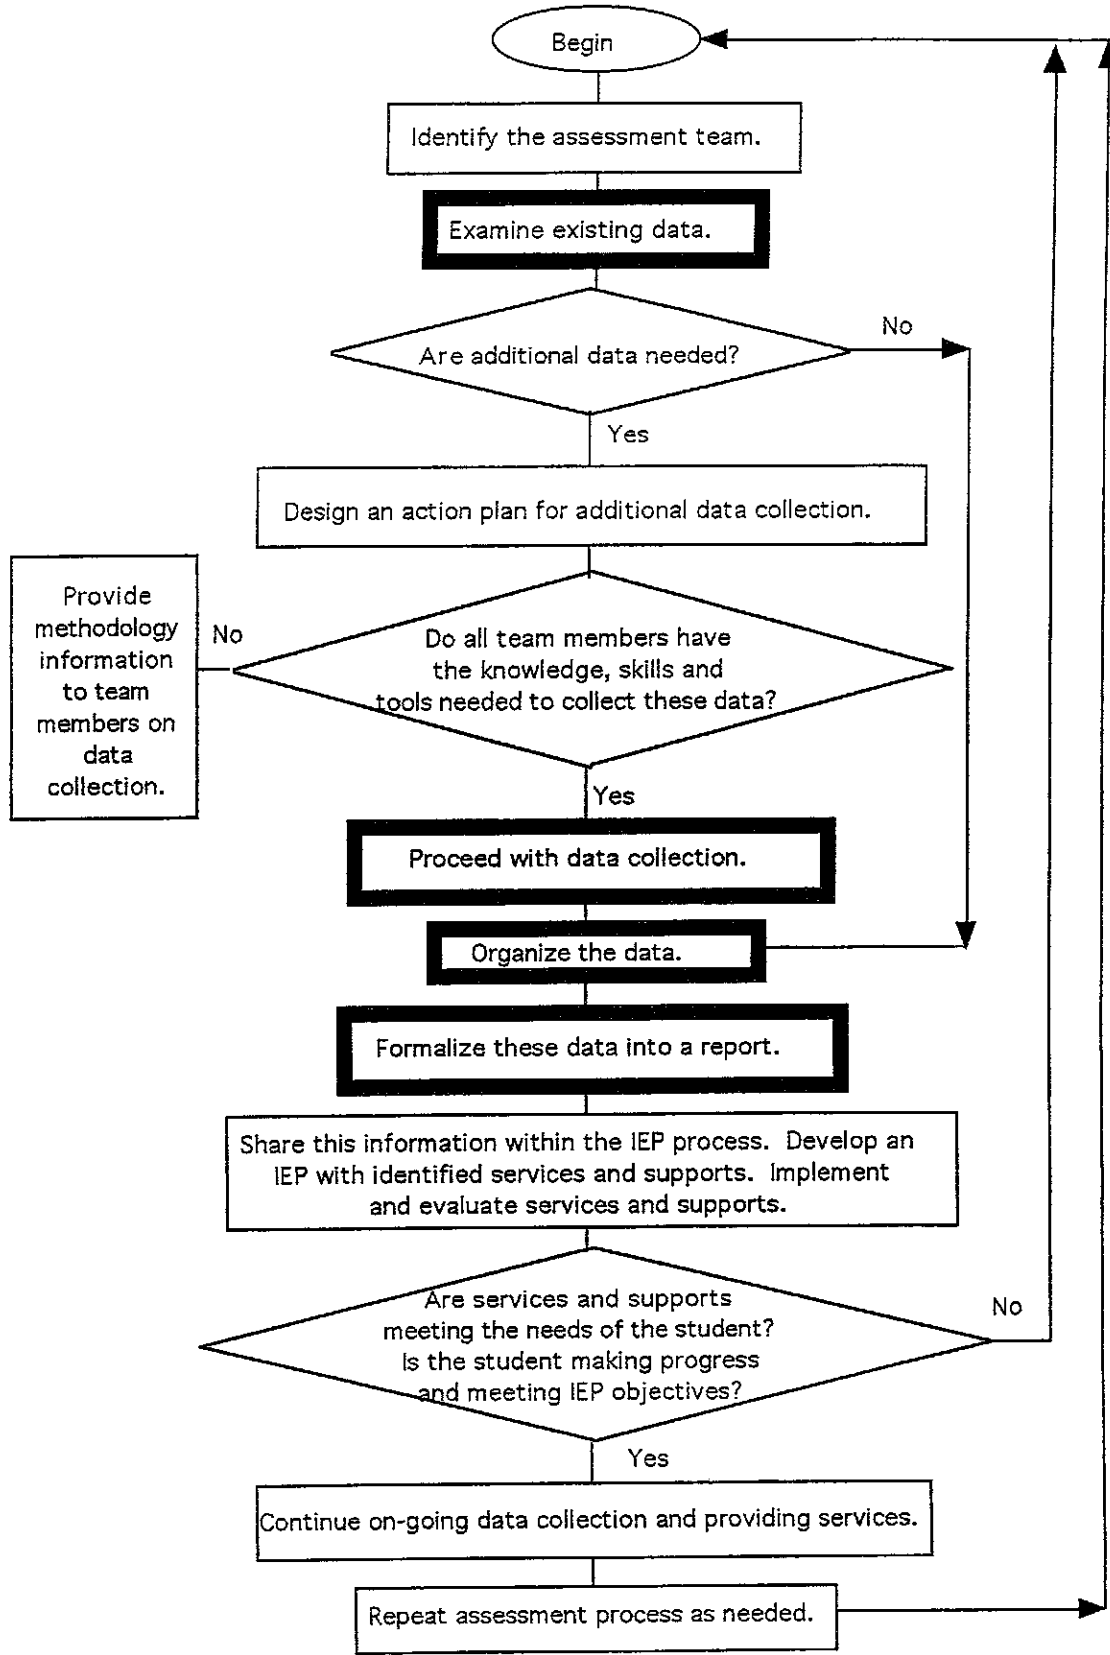 Begin
Identify the assessment team.
Examine existing data.
No
Are additional data needed?
Yes
Design an action plan for additional data collection.
Provide
methodology
information
to team
members on
data
collection.
No
Do all team members have
the knowledge, skills and
tools needed to collect these data?
Yes
Proceed with data collection.
Organize the data.
Formalize these data into a report.
Share this information within the IEP process. Develop an
IEP with identified services and supports. Implement
and evaluate services and supports.
Are services and supports
meeting the needs of the student?
Is the student making progress
and meeting IEP objectives?
No
Yes
Continue on-going data collection and providing services.
Repeat assessment process as needed.